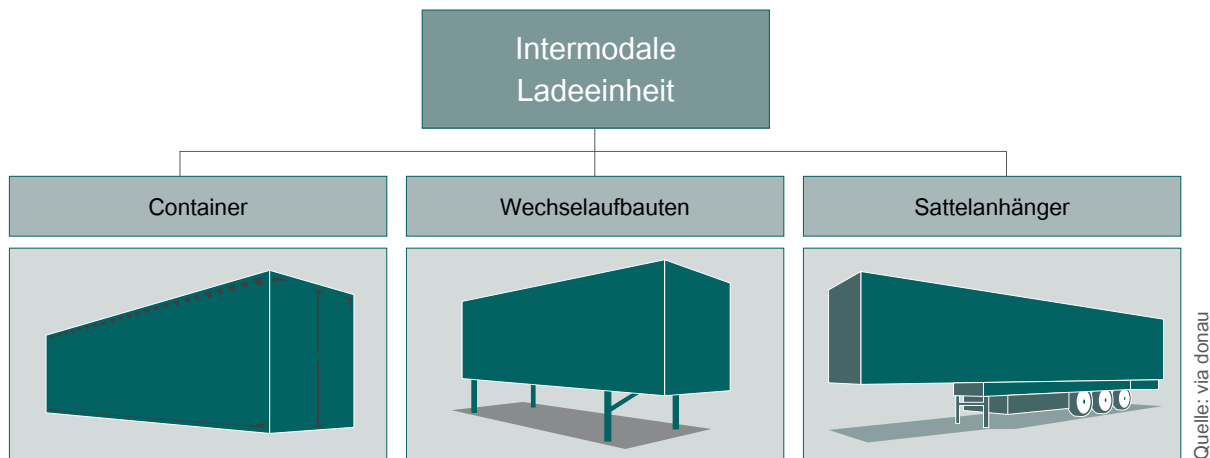 Intermodale
Ladeeinheit
Container
Wechselaufbauten
Sattelanhänger
Quelle: via donau